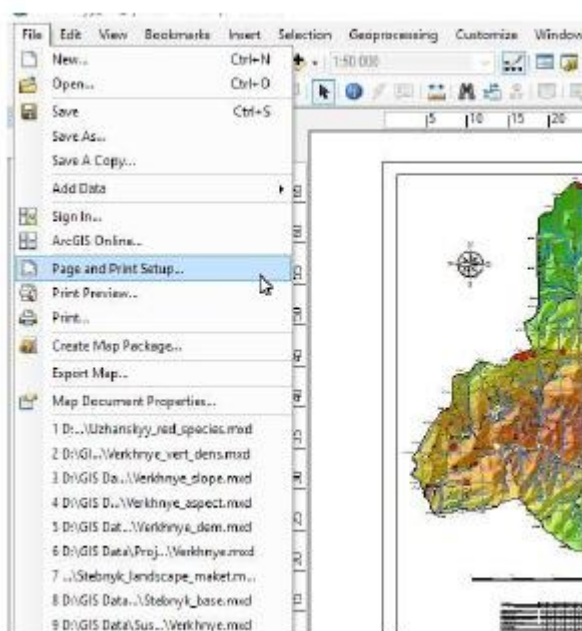 File Edit View Bookmarks Insert Selection Geoprocessing Customize Window
New... Ctrl+N
1:50 000
Open... Ctrl+O
Save Ctrl+S
Save As...
Save A Copy...
Add Data
Sign In...
ArcGIS Online...
Page and Print Setup...
Print Preview...
Print...
Create Map Package...
Export Map...
Map Document Properties...
1 D:...\Uzhanskyy_red_species.mxd
2 D:\GI...\Verkhnye_vert_dens.mxd
3 D:\GIS Da...\Verkhnye_slope.mxd
4 D:\GIS D...\Verkhnye_aspect.mxd
5 D:\GIS Dat...\Verkhnye_dem.mxd
6 D:\GIS Data\Proj...\Verkhnye.mxd
7 ...\Stebnyk_landscape_maket.m...
8 D:\GIS Data...\Stebnyk_base.mxd
9 D:\GIS Data\Sus...\Verkhnye.mxd
5 10 15 20